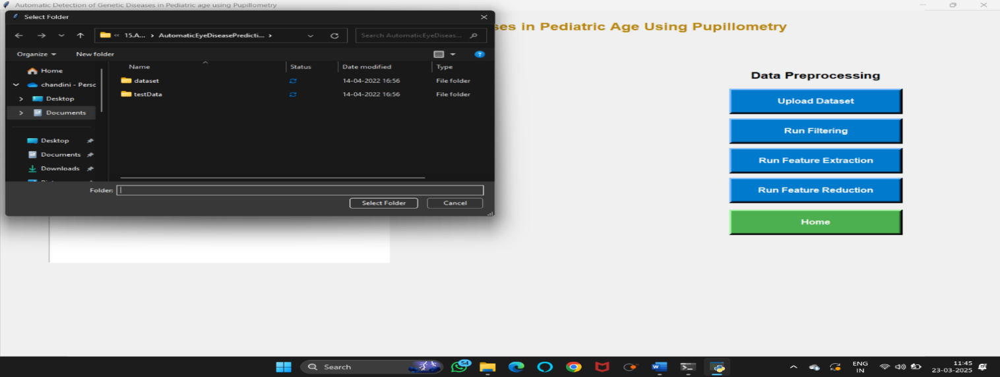 Automatic Detection of Genetic Diseases in Pediatric age using Pupillometry
Select Folder
ses in Pediatric Age Using Pupillometry
« 15.A... > AutomaticEyeDiseasePredicti... >
Search AutomaticEyeDiseas...
Organize
New folder
Name Status Date modified Type
Home
chandini - Persc
Desktop
Documents
Desktop
Documents
Downloads
dataset 14-04-2022 16:56 File folder
testData 14-04-2022 16:56 File folder
Folder:
Select Folder Cancel
Data Preprocessing
Upload Dataset
Run Filtering
Run Feature Extraction
Run Feature Reduction
Home
Search
54
ENG
IN
11:45
23-03-2025